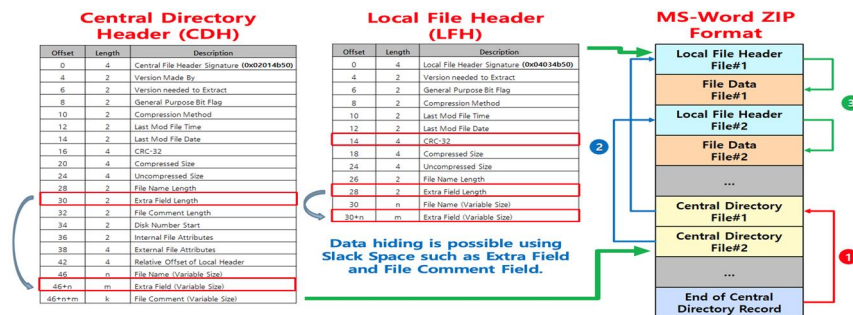 Central Directory
Header (CDH)
Offset Length Description
0 4 Central File Header Signature (0x02014b50)
4 2 Version Made By
6 2 Version needed to Extract
8 2 General Purpose Bit Flag
10 2 Compression Method
12 2 Last Mod File Time
14 2 Last Mod File Date
16 4 CRC-32
20 4 Compressed Size
24 4 Uncompressed Size
28 2 File Name Length
30 2 Extra Field Length
32 2 File Comment Length
34 2 Disk Number Start
36 2 Internal File Attributes
38 4 External File Attributes
42 4 Relative Offset of Local Header
46 n File Name (Variable Size)
46+n m Extra Field (Variable Size)
46+n+m k File Comment (Variable Size)
Local File Header
(LFH)
Offset Length Description
0 4 Local File Header Signature (0x04034b50)
4 2 Version needed to Extract
6 2 General Purpose Bit Flag
8 2 Compression Method
10 2 Last Mod File Time
12 2 Last Mod File Date
14 4 CRC-32
18 4 Compressed Size
24 4 Uncompressed Size
26 2 File Name Length
28 2 Extra Field Length
30 n File Name (Variable Size)
30+n m Extra Field (Variable Size)
Data hiding is possible using
Slack Space such as Extra Field
and File Comment Field.
MS-Word ZIP
Format
Local File Header
File#1
File Data
File#1
Local File Header
File#2
File Data
File#2
...
Central Directory
File#1
Central Directory
File#2
...
End of Central
Directory Record
2
3
1